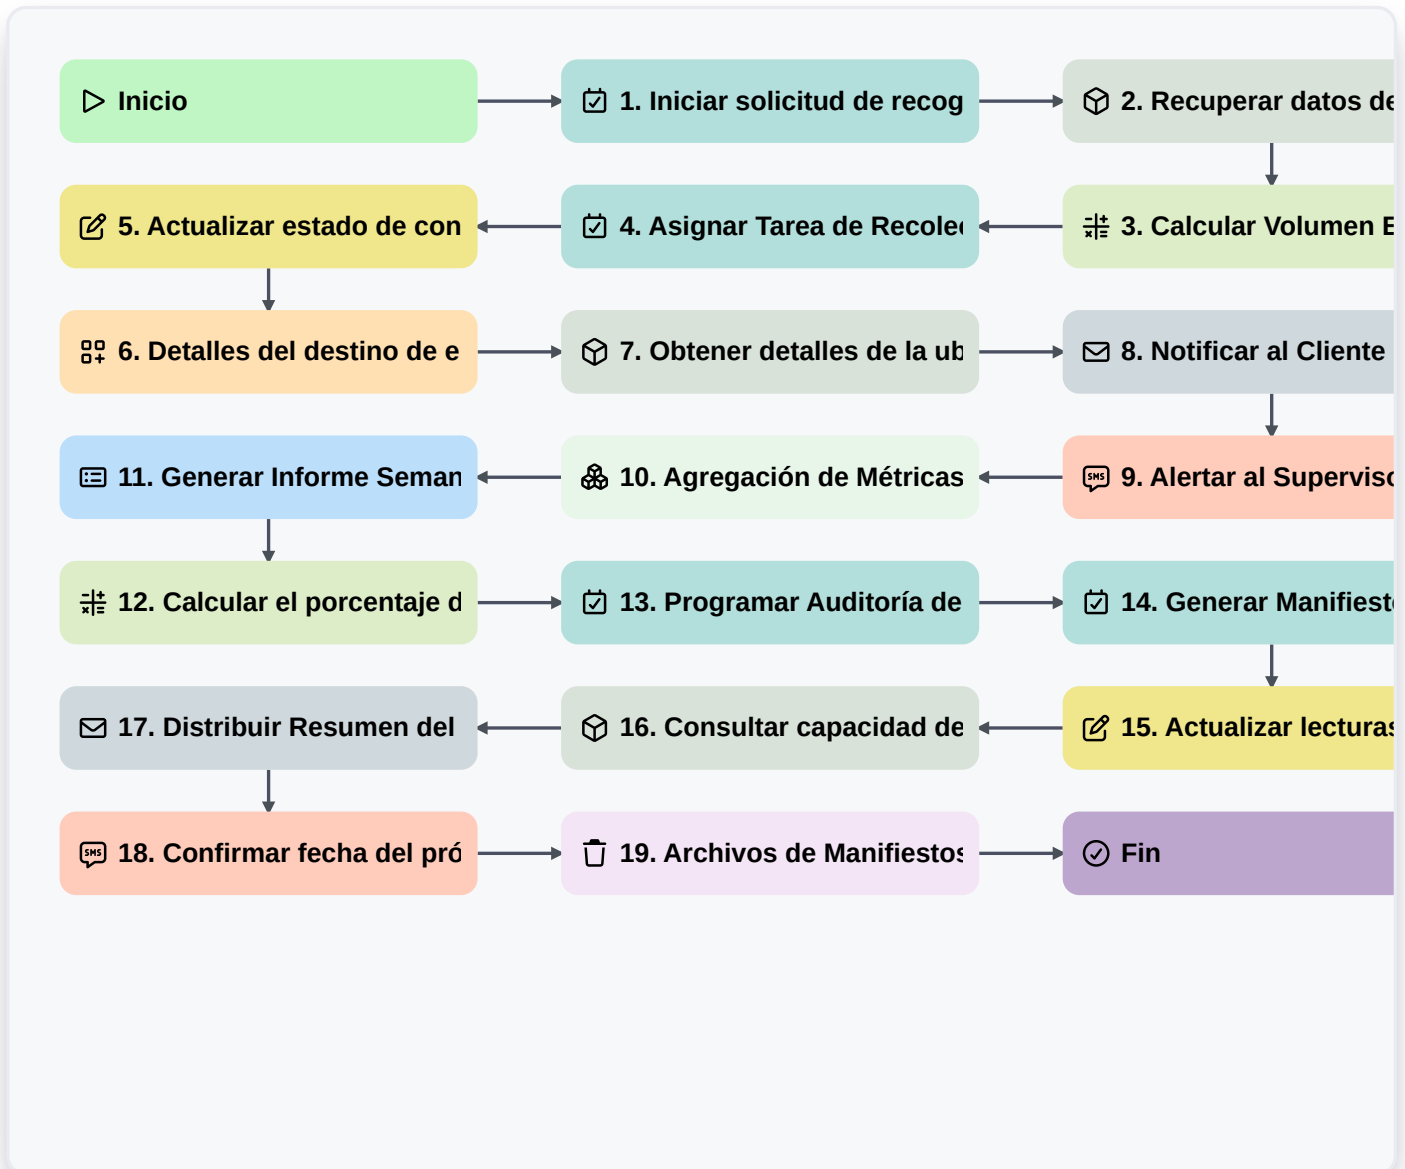 Inicio
1. Iniciar solicitud de recog
2. Recuperar datos de
5. Actualizar estado de con
4. Asignar Tarea de Recolec
3. Calcular Volumen E
6. Detalles del destino de e
7. Obtener detalles de la ub
8. Notificar al Cliente
11. Generar Informe Seman
10. Agregación de Métricas
9. Alertar al Superviso
12. Calcular el porcentaje d
13. Programar Auditoría de
14. Generar Manifiesto
17. Distribuir Resumen del
16. Consultar capacidad de
15. Actualizar lecturas
18. Confirmar fecha del pró
19. Archivos de Manifiestos
Fin